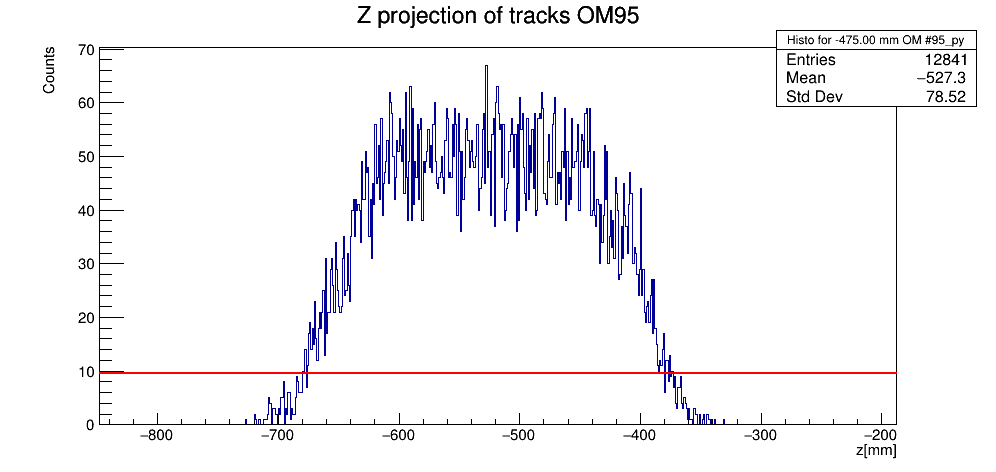 Z projection of tracks OM95
Histo for -475.00 mm OM #95_py
Entries 12841
Mean −527.3
Std Dev 78.52
Counts
70
60
50
40
30
20
10
0
−800 −700 −600 −500 −400 −300 −200
z[mm]